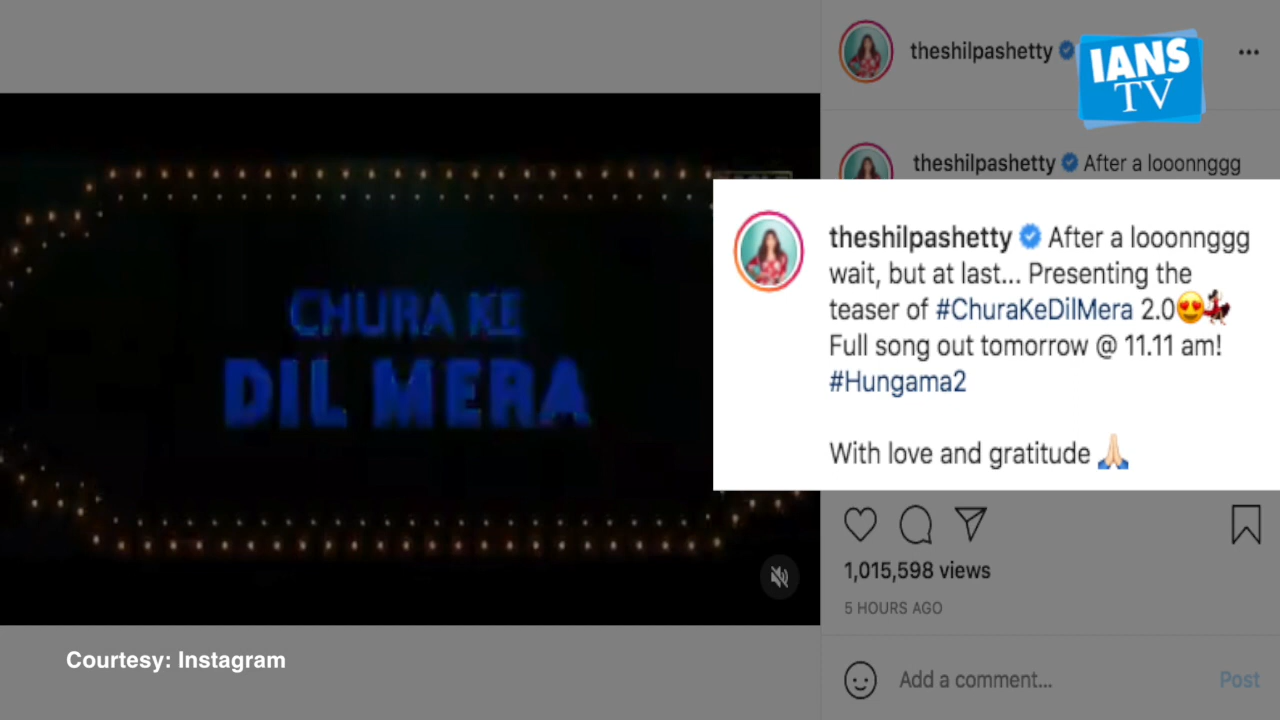 CHURA KE
DIL MERA
Courtesy: Instagram
theshilpashetty
IANS
TV
theshilpashetty After a looonnggg
theshilpashetty After a looonnggg
wait, but at last... Presenting the
teaser of #ChuraKeDilMera 2.0😍💃
Full song out tomorrow @ 11.11 am!
#Hungama2
With love and gratitude 🙏🏻
1,015,598 views
5 HOURS AGO
Add a comment... Post